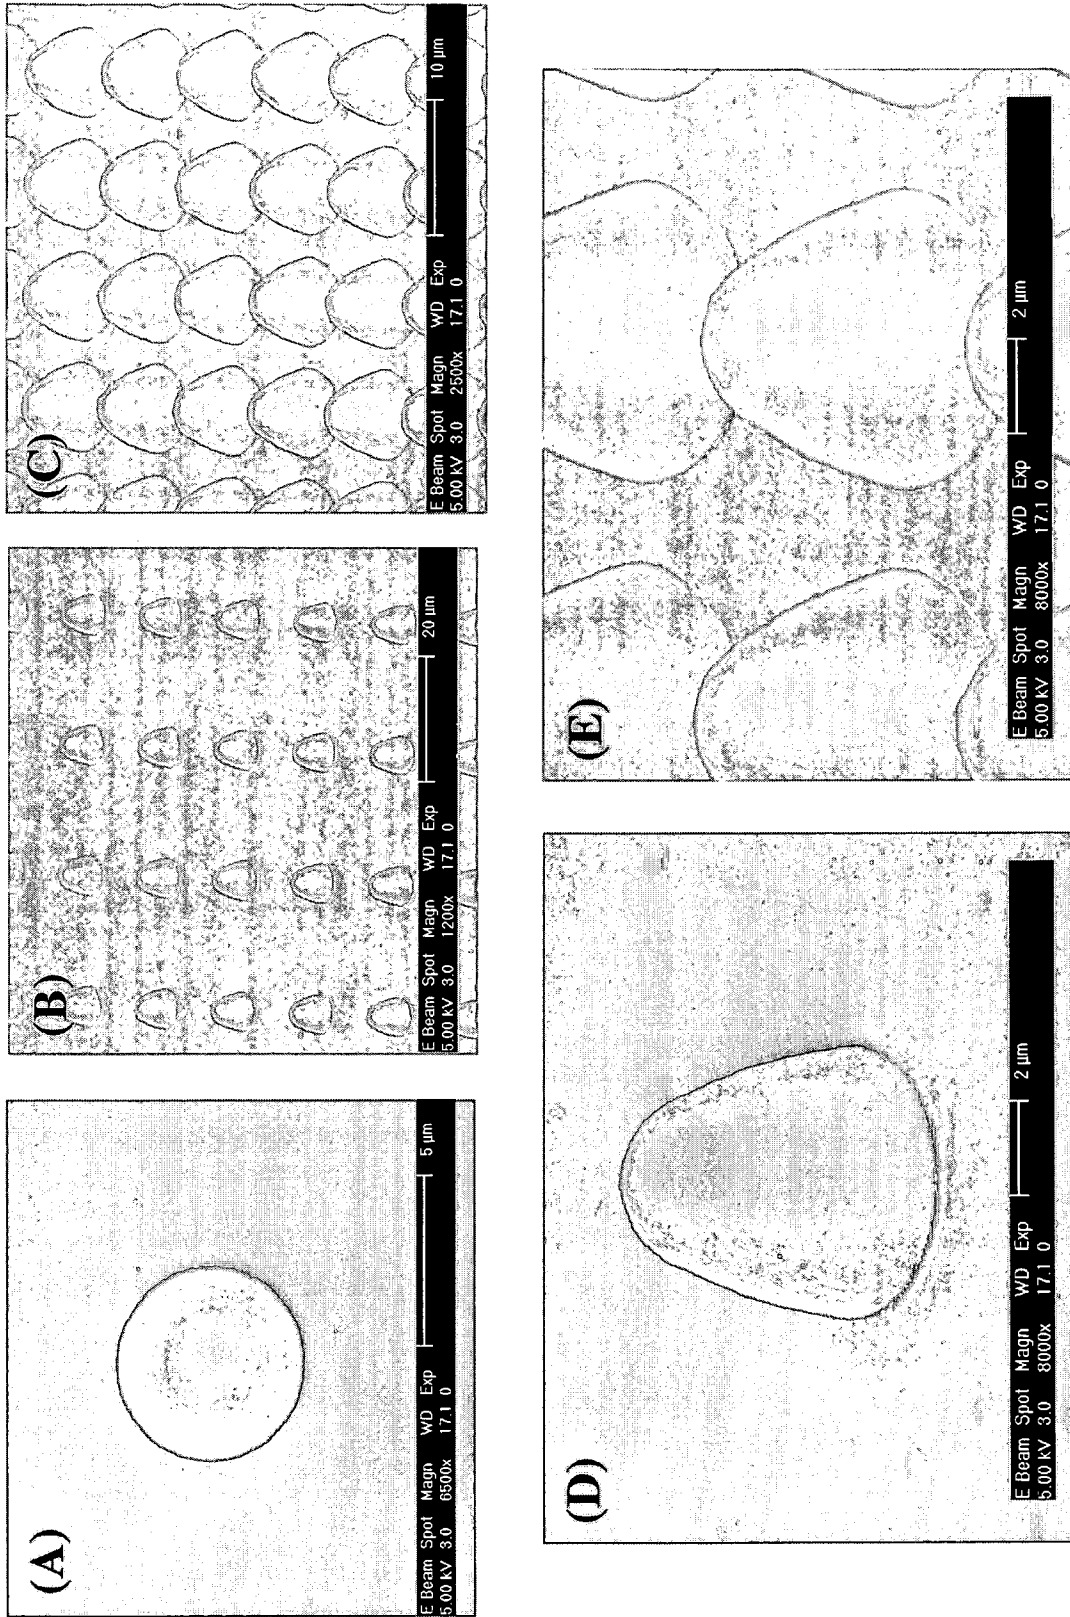 (A)
E Beam Spot Magn WD Exp
5.00 kV 3.0 6500x 17.1 0
5 µm
(B)
E Beam Spot Magn WD Exp
5.00 kV 3.0 1200x 17.1 0
20 µm
(C)
E Beam Spot Magn WD Exp
5.00 kV 3.0 2500x 17.1 0
10 µm
(D)
E Beam Spot Magn WD Exp
5.00 kV 3.0 8000x 17.1 0
2 µm
(E)
E Beam Spot Magn WD Exp
5.00 kV 3.0 8000x 17.1 0
2 µm